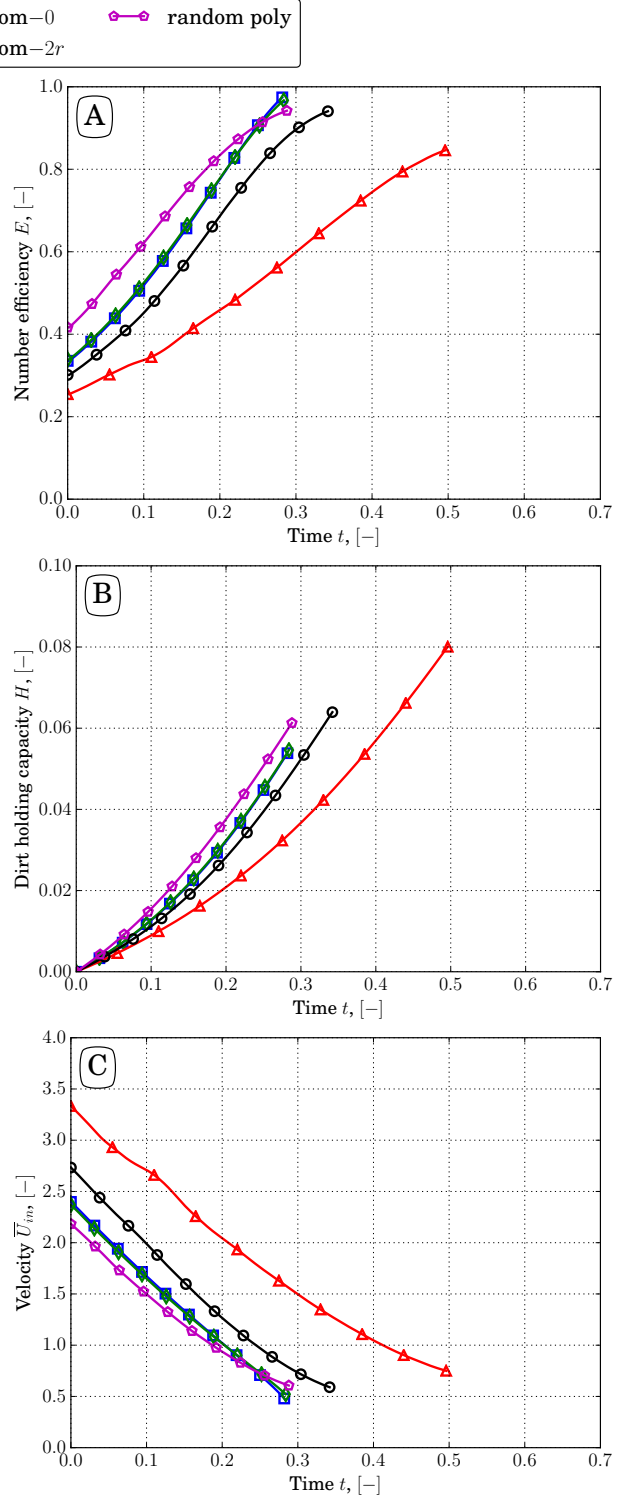 om−0 random poly
om−2r
A
1.0
0.8
0.6
0.4
0.2
0.0
Number efficiency E, [−]
0.0 0.1 0.2 0.3 0.4 0.5 0.6 0.7
Time t, [−]
B
0.10
0.08
0.06
0.04
0.02
0.00
Dirt holding capacity H, [−]
0.1 0.2 0.3 0.4 0.5 0.6 0.7
Time t, [−]
C
4.0
3.5
3.0
2.5
2.0
1.5
1.0
0.5
0.0
Velocity U̅in, [−]
0.0 0.1 0.2 0.3 0.4 0.5 0.6 0.7
Time t, [−]